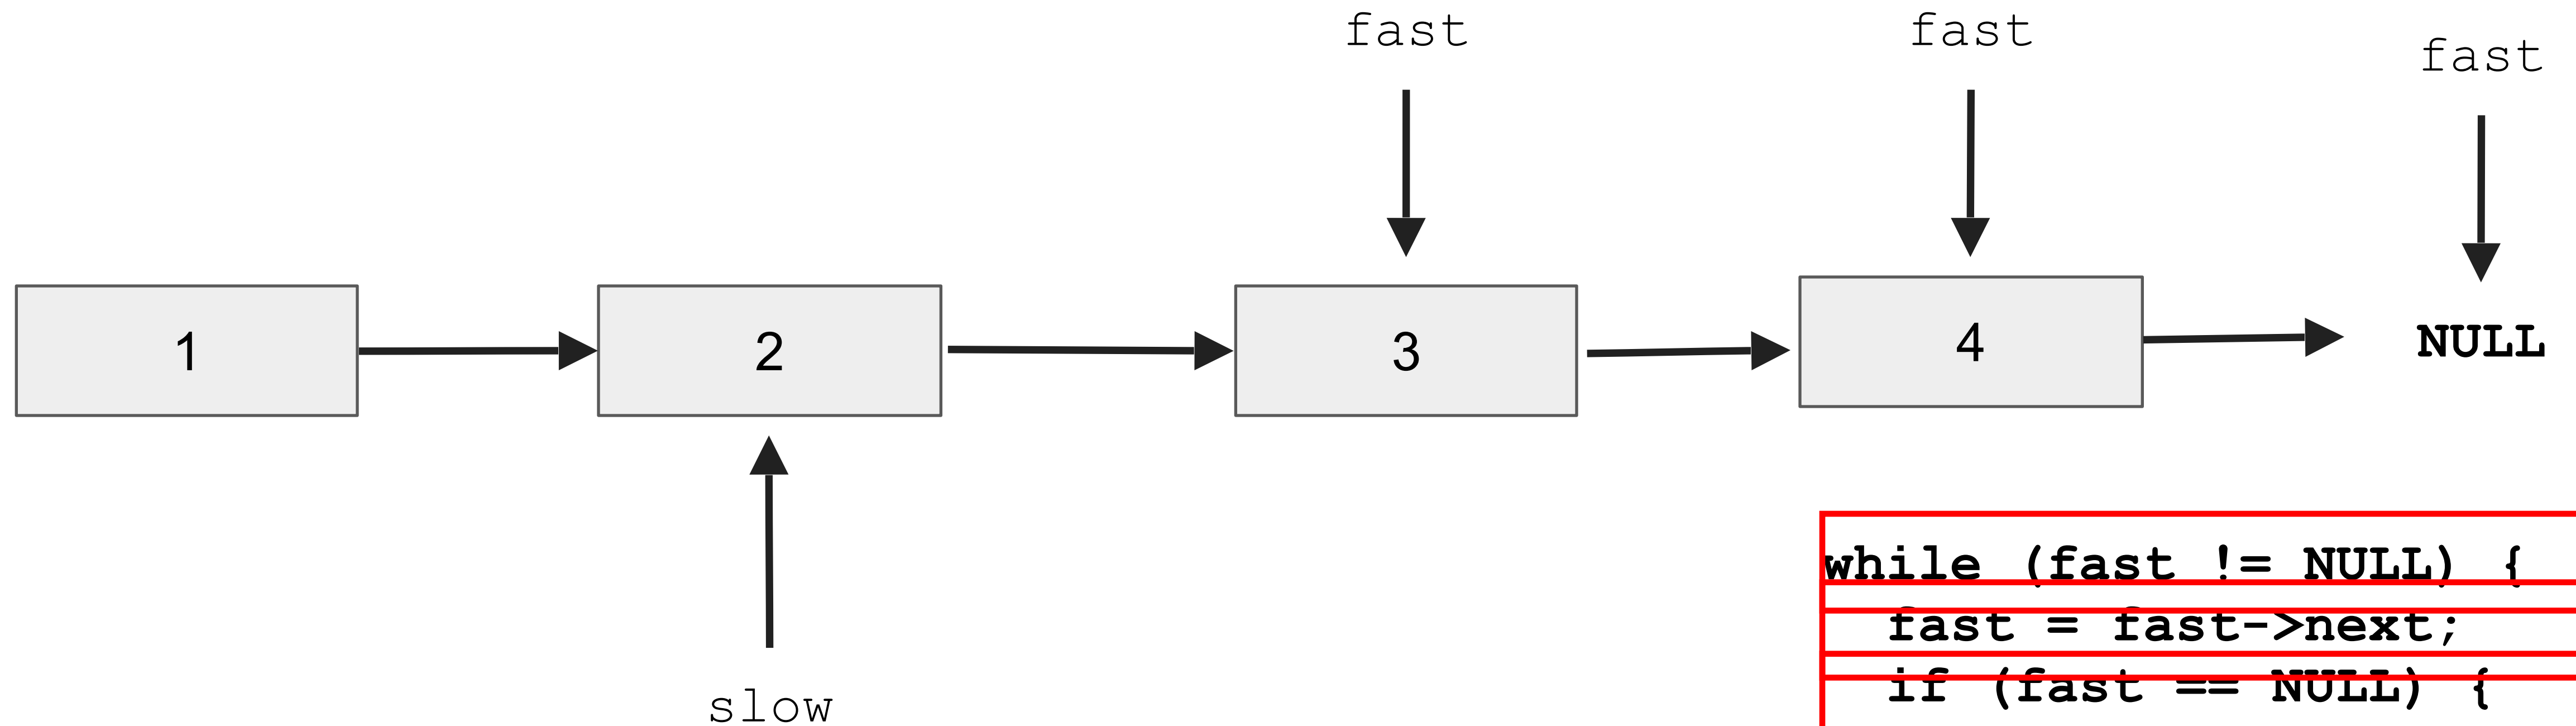 fast fast fast
1 2 3 4 NULL
slow
while (fast != NULL) {
fast = fast->next;
if (fast == NULL) {